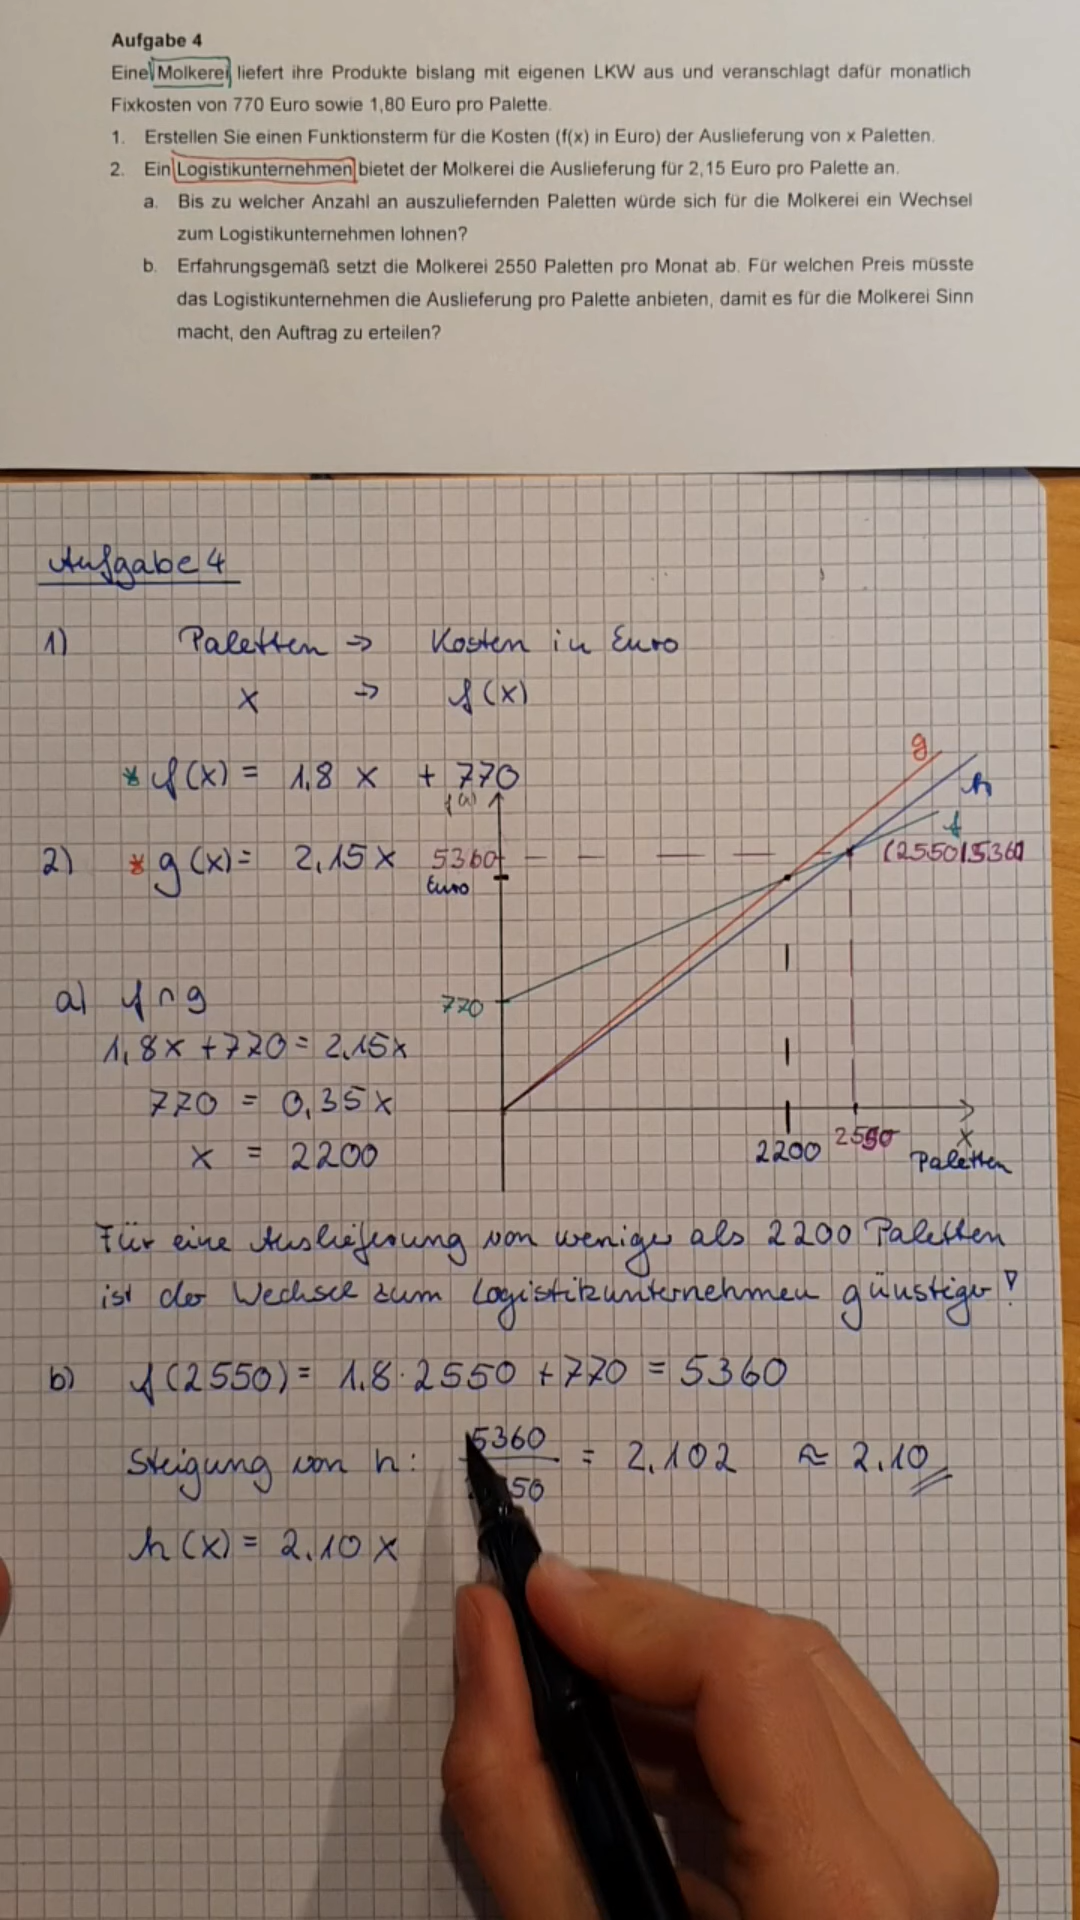 Aufgabe 4
Eine Molkerei liefert ihre Produkte bislang mit eigenen LKW aus und veranschlagt dafür monatlich
Fixkosten von 770 Euro sowie 1,80 Euro pro Palette.
1. Erstellen Sie einen Funktionsterm für die Kosten (f(x) in Euro) der Auslieferung von x Paletten.
2. Ein Logistikunternehmen bietet der Molkerei die Auslieferung für 2,15 Euro pro Palette an.
a. Bis zu welcher Anzahl an auszuliefernden Paletten würde sich für die Molkerei ein Wechsel
zum Logistikunternehmen lohnen?
b. Erfahrungsgemäß setzt die Molkerei 2550 Paletten pro Monat ab. Für welchen Preis müsste
das Logistikunternehmen die Auslieferung pro Palette anbieten, damit es für die Molkerei Sinn
macht, den Auftrag zu erteilen?
Aufgabe 4
1) Paletten → Kosten in Euro
x → f(x)
* f(x) = 1,8 x + 770
f(x)
g
h
f
2) * g(x) = 2,15x
5360
Euro
(2550|5360
770
2200
2550
x
Paletten
a) f ∩ g
1,8x + 770 = 2,15x
770 = 0,35x
x = 2200
Für eine Auslieferung von weniger als 2200 Paletten
ist der Wechsel zum Logistikunternehmen günstiger!
b) f(2550) = 1,8 · 2550 + 770 = 5360
Steigung von h: 5360
50
= 2,102 ≈ 2,10
h(x) = 2,10 x